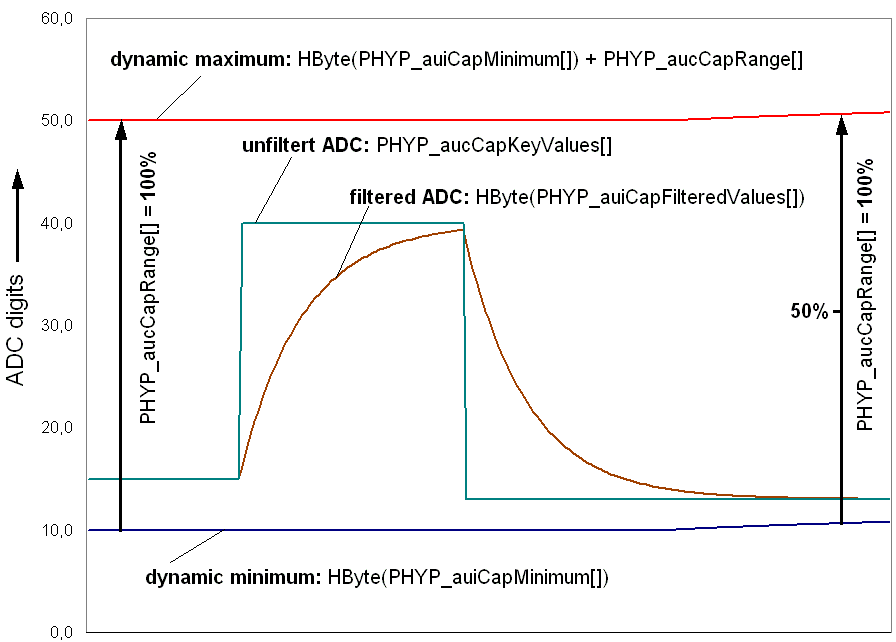 60,0
dynamic maximum: HByte(PHYP_auiCapMinimum[]) + PHYP_aucCapRange[]
50,0
unfiltert ADC: PHYP_aucCapKeyValues[]
filtered ADC: HByte(PHYP_auiCapFilteredValues[])
PHYP_aucCapRange[] = 100%
PHYP_aucCapRange[] = 100%
40,0
ADC digits
30,0
50%
20,0
10,0
dynamic minimum: HByte(PHYP_auiCapMinimum[])
0,0